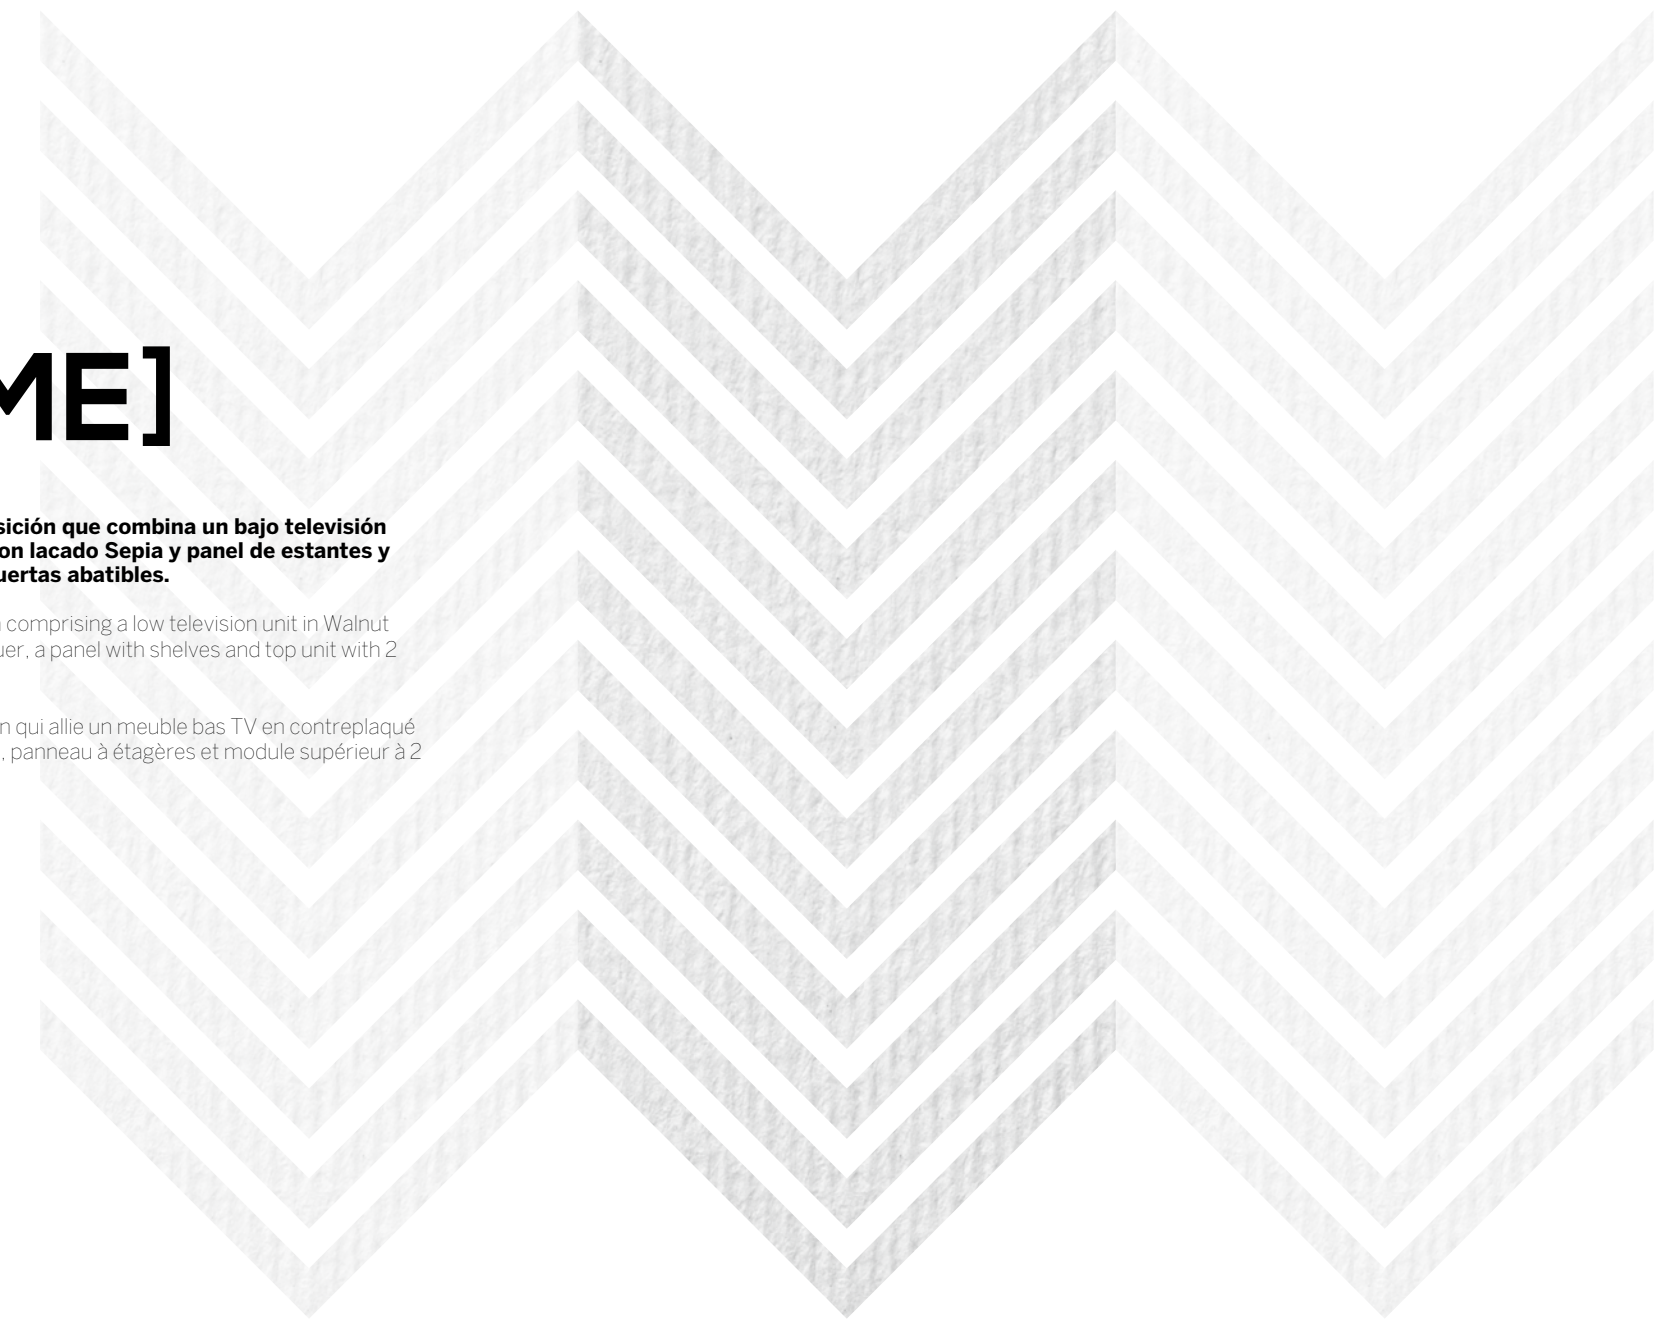 ME]
sición que combina un bajo televisión
on lacado Sepia y panel de estantes y
uertas abatibles.
comprising a low television unit in Walnut
uer, a panel with shelves and top unit with 2
n qui allie un meuble bas TV en contreplaqué
, panneau à étagères et module supérieur à 2